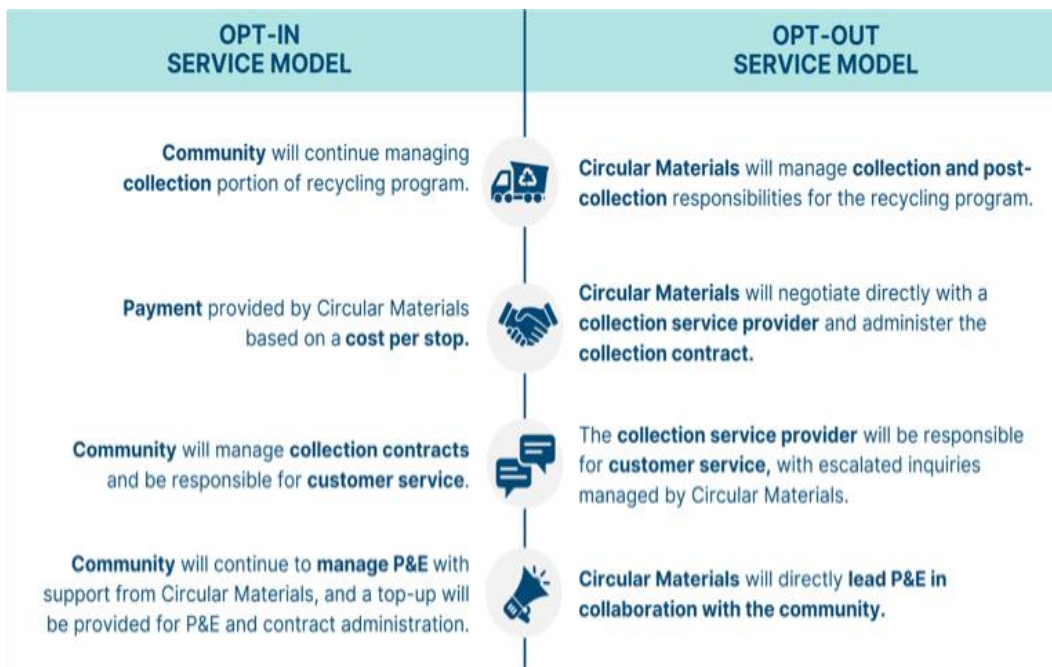 OPT-IN
SERVICE MODEL
OPT-OUT
SERVICE MODEL
Community will continue managing
collection portion of recycling program.
Circular Materials will manage collection and post-
collection responsibilities for the recycling program.
Payment provided by Circular Materials
based on a cost per stop.
Circular Materials will negotiate directly with a
collection service provider and administer the
collection contract.
Community will manage collection contracts
and be responsible for customer service.
The collection service provider will be responsible
for customer service, with escalated inquiries
managed by Circular Materials.
Community will continue to manage P&E with
support from Circular Materials, and a top-up will
be provided for P&E and contract administration.
Circular Materials will directly lead P&E in
collaboration with the community.